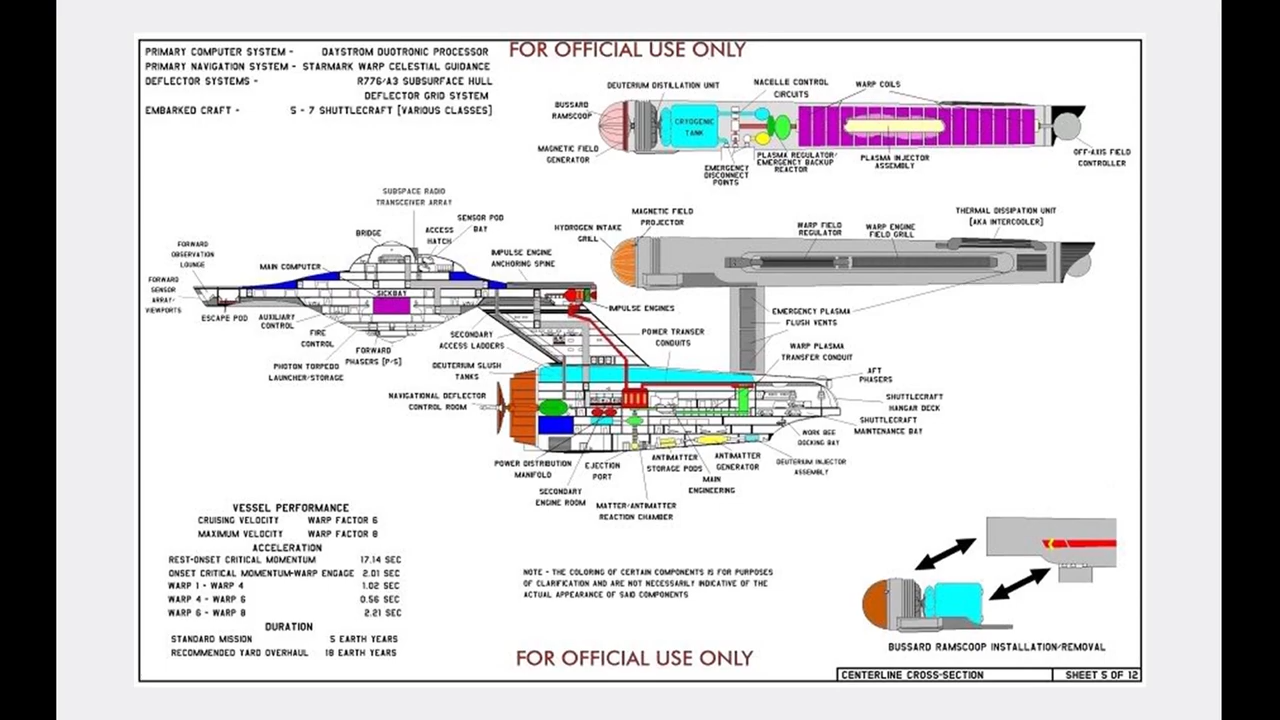 FOR OFFICIAL USE ONLY
PRIMARY COMPUTER SYSTEM - DAYSTROM DUOTRONIC PROCESSOR
PRIMARY NAVIGATION SYSTEM - STARMARK WARP CELESTIAL GUIDANCE
DEFLECTOR SYSTEMS - R776/A3 SUBSURFACE HULL
DEFLECTOR GRID SYSTEM
EMBARKED CRAFT - 5 - 7 SHUTTLECRAFT [VARIOUS CLASSES]
DEUTERIUM DISTILLATION UNIT
NACELLE CONTROL
CIRCUITS
WARP COILS
BUSSARD
RAMSCOOP
CRYOGENIC
TANK
MAGNETIC FIELD
GENERATOR
EMERGENCY
DISCONNECT
POINTS
PLASMA REGULATOR/
EMERGENCY BACKUP
REACTOR
PLASMA INJECTOR
ASSEMBLY
OFF-AXIS FIELD
CONTROLLER
SUBSPACE RADIO
TRANSCEIVER ARRAY
SENSOR POD
BAY
BRIDGE
ACCESS
HATCH
FORWARD
OBSERVATION
LOUNGE
MAIN COMPUTER
IMPULSE ENGINE
ANCHORING SPINE
HYDROGEN INTAKE
GRILL
MAGNETIC FIELD
PROJECTOR
WARP FIELD
REGULATOR
WARP ENGINE
FIELD GRILL
THERMAL DISSIPATION UNIT
[AKA INTERCOOLER]
FORWARD
SENSOR
ARRAY/
VIEWPORTS
SICKBAY
ESCAPE POD
AUXILIARY
CONTROL
FIRE
CONTROL
FORWARD
PHASERS [P/S]
PHOTON TORPEDO
LAUNCHER/STORAGE
IMPULSE ENGINES
SECONDARY
ACCESS LADDERS
POWER TRANSER
CONDUITS
EMERGENCY PLASMA
FLUSH VENTS
WARP PLASMA
TRANSFER CONDUIT
DEUTERIUM SLUSH
TANKS
AFT
PHASERS
NAVIGATIONAL DEFLECTOR
CONTROL ROOM
SHUTTLECRAFT
HANGAR DECK
SHUTTLECRAFT
MAINTENANCE BAY
WORK BEE
DOCKING BAY
POWER DISTRIBUTION
MANIFOLD
EJECTION
PORT
ANTIMATTER
STORAGE PODS
ANTIMATTER
GENERATOR
DEUTERIUM INJECTOR
ASSEMBLY
MAIN
ENGINEERING
SECONDARY
ENGINE ROOM
MATTER/ANTIMATTER
REACTION CHAMBER
VESSEL PERFORMANCE
CRUISING VELOCITY WARP FACTOR 6
MAXIMUM VELOCITY WARP FACTOR 8
ACCELERATION
REST-ONSET CRITICAL MOMENTUM 17.14 SEC
ONSET CRITICAL MOMENTUM-WARP ENGAGE 2.01 SEC
WARP 1 - WARP 4 1.02 SEC
WARP 4 - WARP 6 0.56 SEC
WARP 6 - WARP 8 2.21 SEC
DURATION
STANDARD MISSION 5 EARTH YEARS
RECOMMENDED YARD OVERHAUL 18 EARTH YEARS
NOTE - THE COLORING OF CERTAIN COMPONENTS IS FOR PURPOSES
OF CLARIFICATION AND ARE NOT NECESSARILY INDICATIVE OF THE
ACTUAL APPEARANCE OF SAID COMPONENTS
BUSSARD RAMSCOOP INSTALLATION/REMOVAL
FOR OFFICIAL USE ONLY
CENTERLINE CROSS-SECTION SHEET 5 OF 12